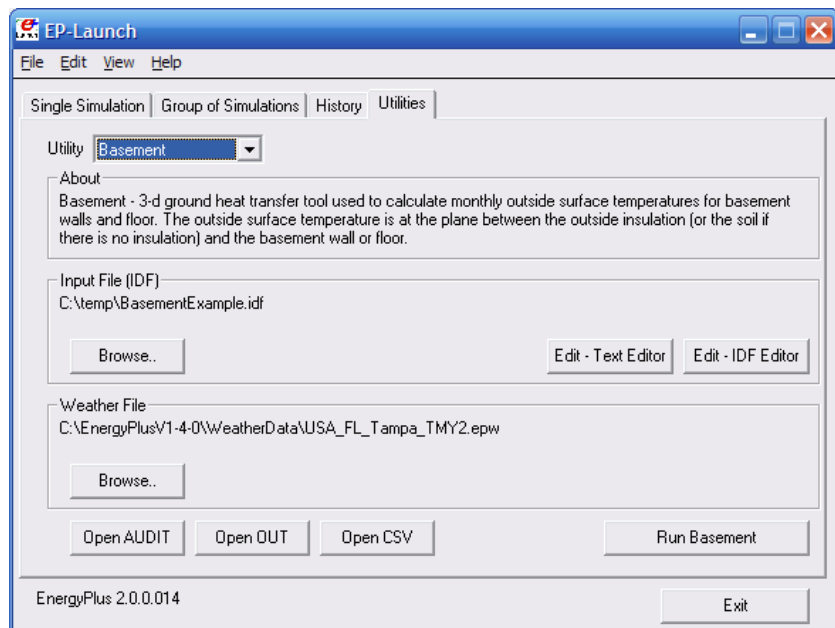 EP-Launch
File Edit View Help
Single Simulation Group of Simulations History Utilities
Utility Basement
About
Basement - 3-d ground heat transfer tool used to calculate monthly outside surface temperatures for basement
walls and floor. The outside surface temperature is at the plane between the outside insulation (or the soil if
there is no insulation) and the basement wall or floor.
Input File (IDF)
C:\temp\BasementExample.idf
Browse.. Edit - Text Editor Edit - IDF Editor
Weather File
C:\EnergyPlusV1-4-0\WeatherData\USA_FL_Tampa_TMY2.epw
Browse..
Open AUDIT Open OUT Open CSV Run Basement
EnergyPlus 2.0.0.014 Exit